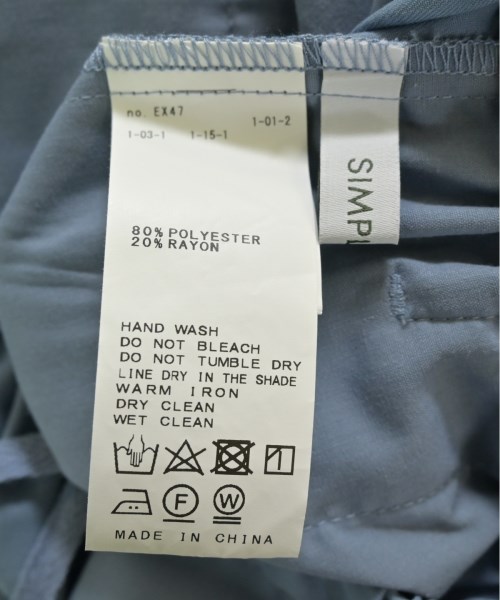 no. EX47
1-01-2
1-03-1 1-15-1
80% POLYESTER
20% RAYON
HAND WASH
DO NOT BLEACH
DO NOT TUMBLE DRY
LINE DRY IN THE SHADE
WARM IRON
DRY CLEAN
WET CLEAN
F W
MADE IN CHINA
SIMPL